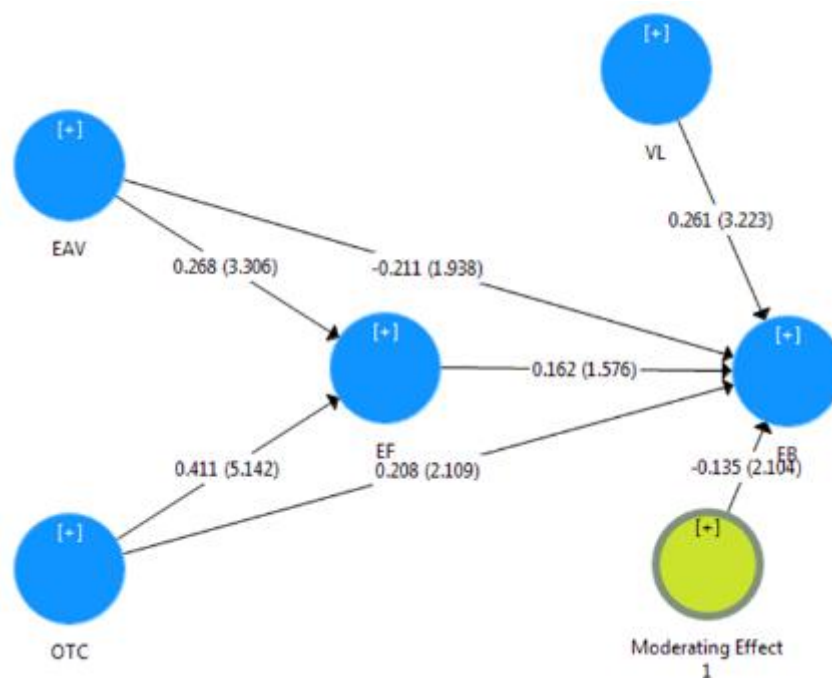 [+]
VL
[+]
EAV
0.261 (3.223)
0.268 (3.306)
-0.211 (1.938)
[+]
EF
0.162 (1.576)
[+]
EB
0.411 (5.142)
0.208 (2.109)
-0.135 (2.104)
[+]
OTC
[+]
Moderating Effect
1